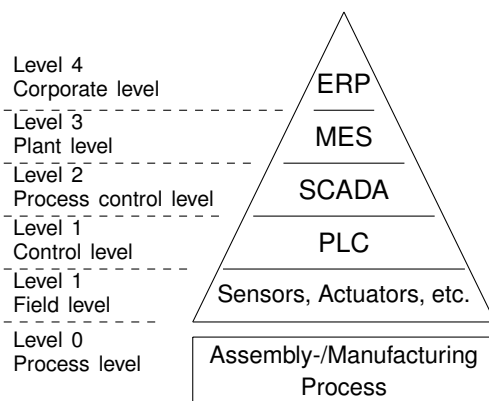 Level 4
Corporate level
ERP
Level 3
Plant level
MES
Level 2
Process control level
SCADA
Level 1
Control level
PLC
Level 1
Field level
Sensors, Actuators, etc.
Level 0
Process level
Assembly-/Manufacturing
Process